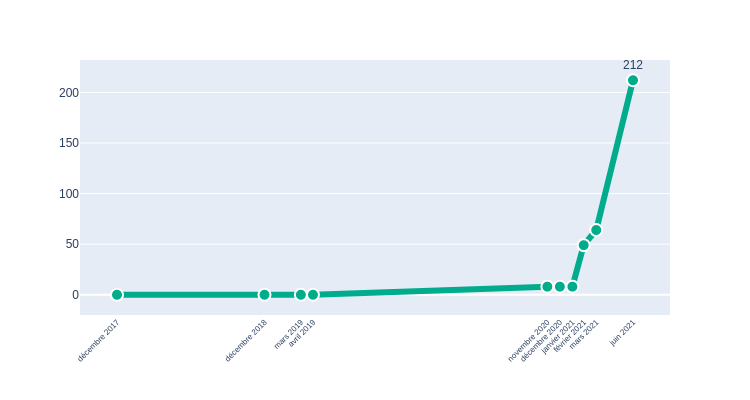 212
200
150
100
50
0
décembre 2017
décembre 2018
mars 2019
avril 2019
novembre 2020
décembre 2020
janvier 2021
février 2021
mars 2021
juin 2021